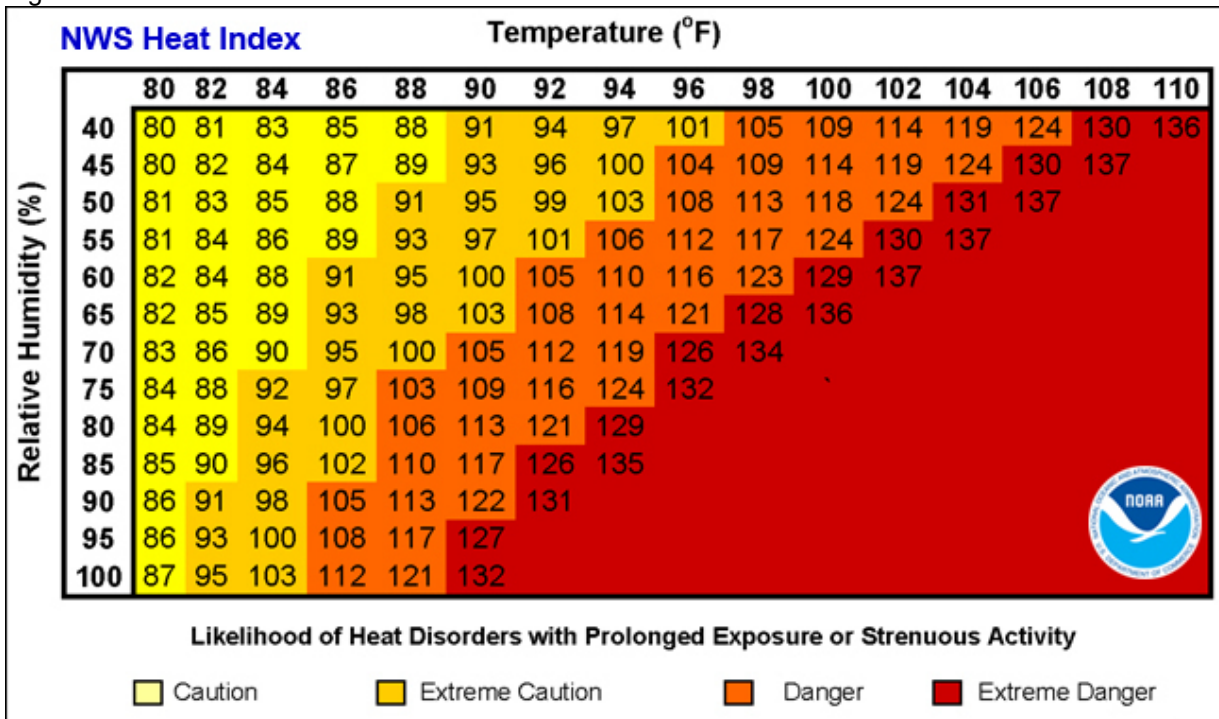 NWS Heat Index
Temperature (°F)
80 82 84 86 88 90 92 94 96 98 100 102 104 106 108 110
Relative Humidity (%)
40 80 81 83 85 88 91 94 97 101 105 109 114 119 124 130 136
45 80 82 84 87 89 93 96 100 104 109 114 119 124 130 137
50 81 83 85 88 91 95 99 103 108 113 118 124 131 137
55 81 84 86 89 93 97 101 106 112 117 124 130 137
60 82 84 88 91 95 100 105 110 116 123 129 137
65 82 85 89 93 98 103 108 114 121 128 136
70 83 86 90 95 100 105 112 119 126 134
75 84 88 92 97 103 109 116 124 132
80 84 89 94 100 106 113 121 129
85 85 90 96 102 110 117 126 135
90 86 91 98 105 113 122 131
95 86 93 100 108 117 127
100 87 95 103 112 121 132
NOAA
Likelihood of Heat Disorders with Prolonged Exposure or Strenuous Activity
Caution Extreme Caution Danger Extreme Danger